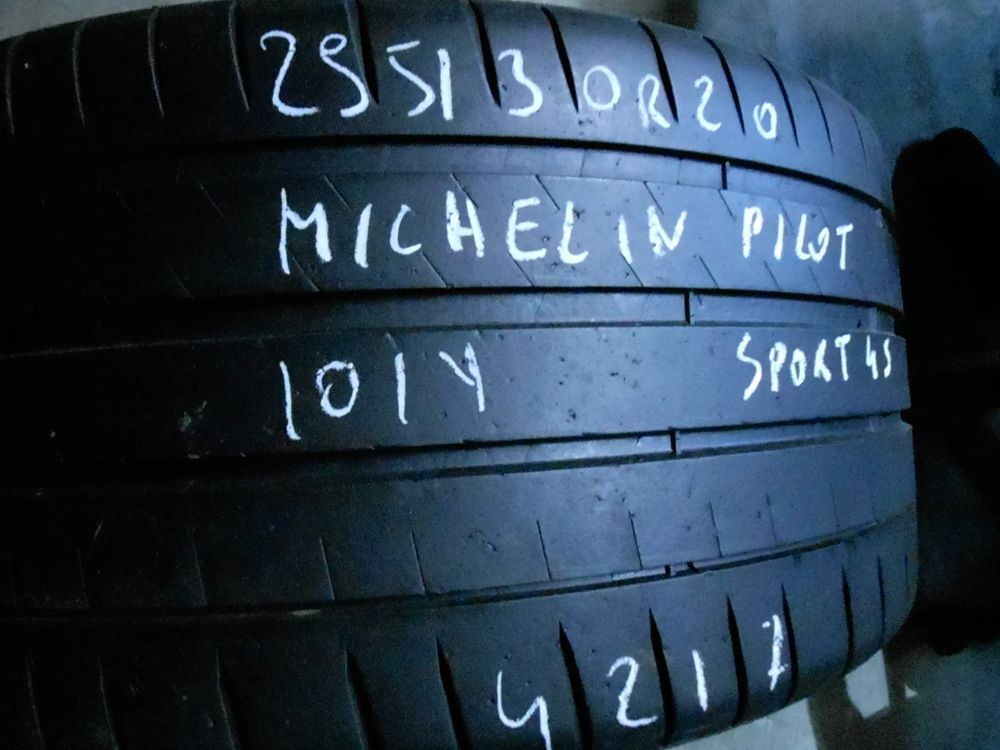 295/30R20
MICHELIN PILOT
101Y SPORT 4S
4217